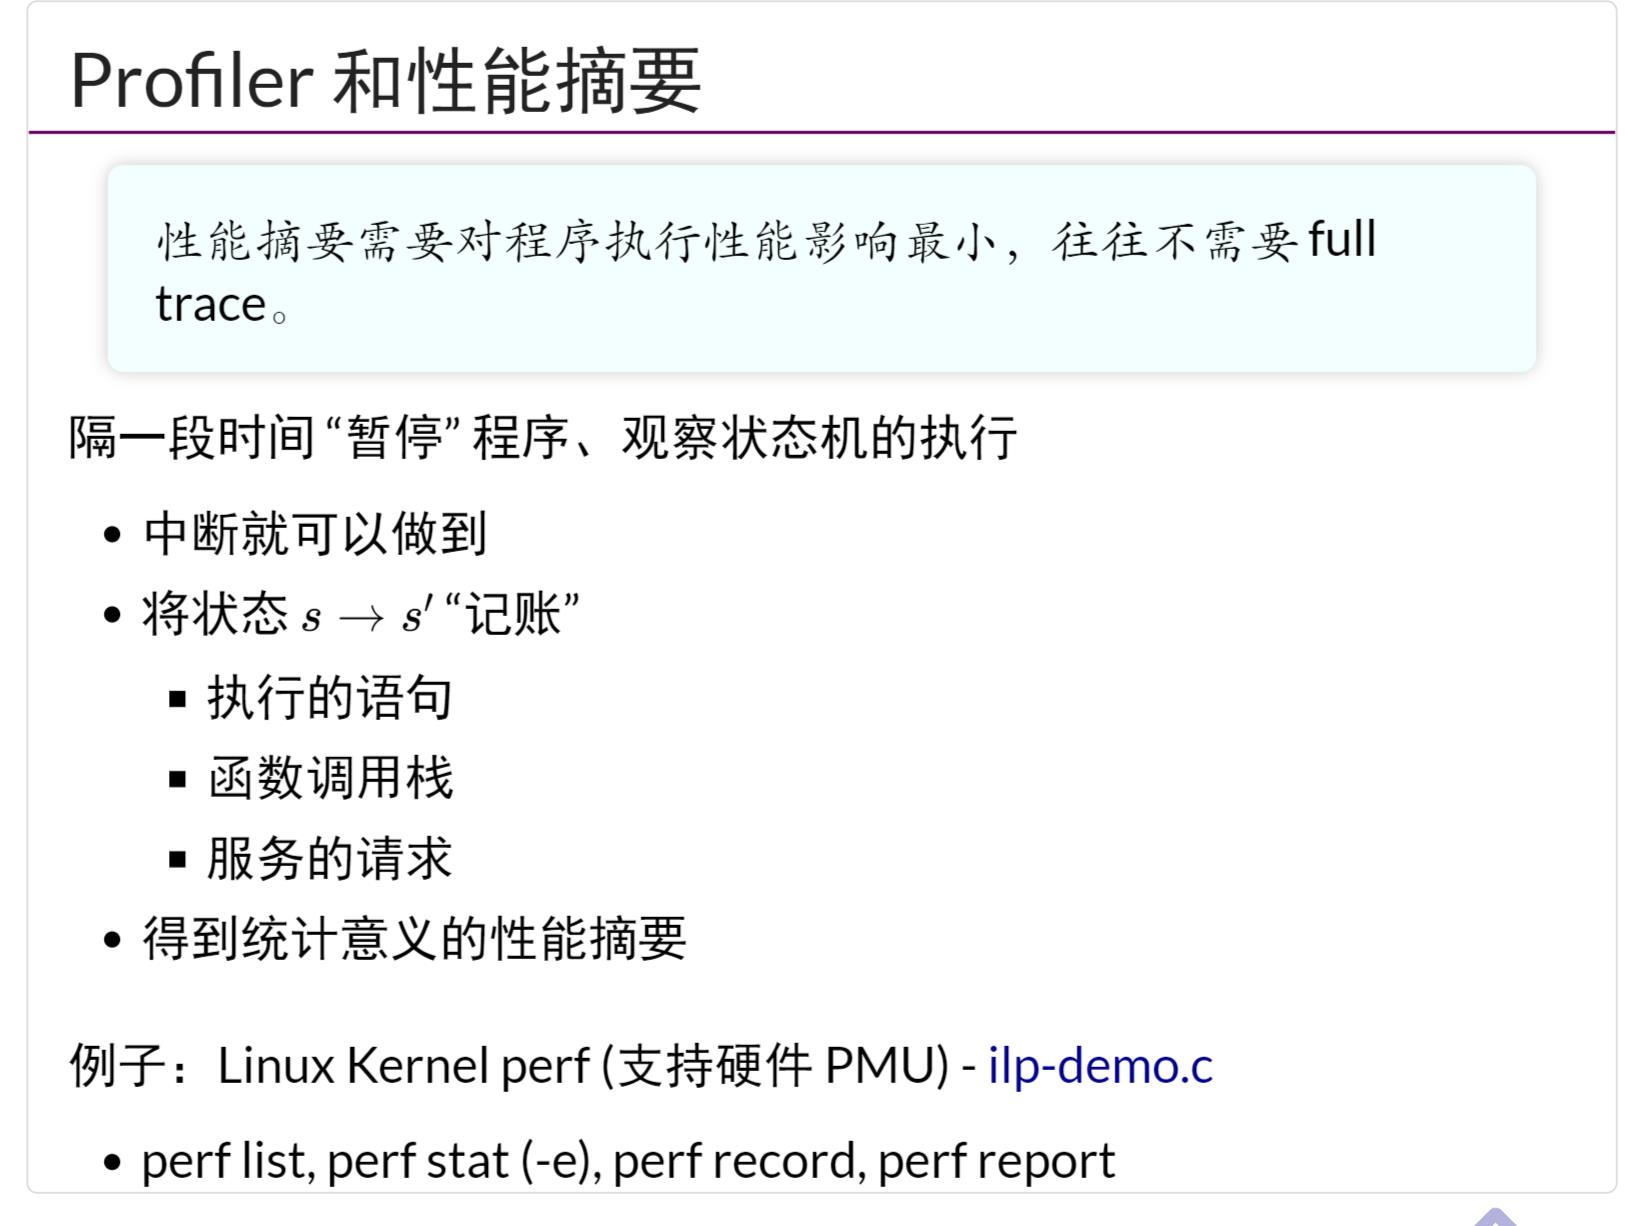 Profiler 和性能摘要
性能摘要需要对程序执行性能影响最小，往往不需要 full
trace。
隔一段时间 “暂停” 程序、观察状态机的执行
• 中断就可以做到
• 将状态 s → s′ “记账”
▪ 执行的语句
▪ 函数调用栈
▪ 服务的请求
• 得到统计意义的性能摘要
例子：Linux Kernel perf (支持硬件 PMU) - ilp-demo.c
• perf list, perf stat (-e), perf record, perf report